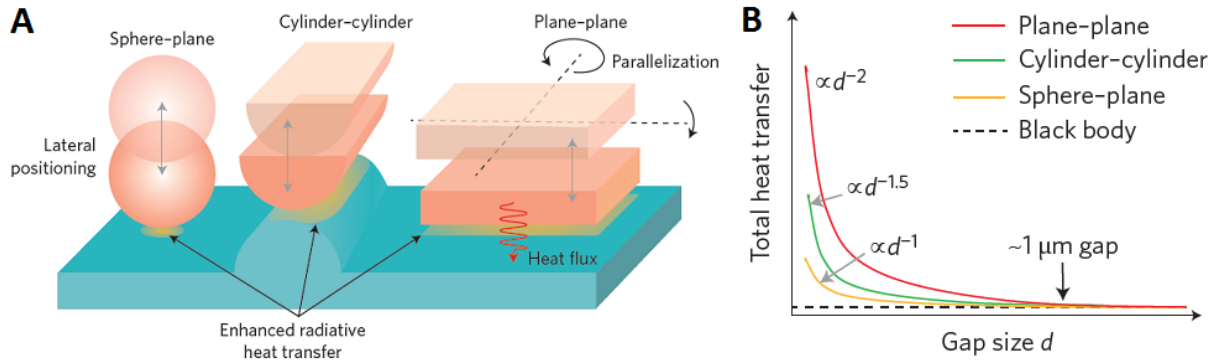 A
Sphere–plane
Cylinder–cylinder
Plane–plane
Parallelization
Lateral
positioning
Heat flux
Enhanced radiative
heat transfer
B
Total heat transfer
∝d⁻²
∝d⁻¹·⁵
∝d⁻¹
Plane–plane
Cylinder–cylinder
Sphere–plane
Black body
~1 μm gap
Gap size d